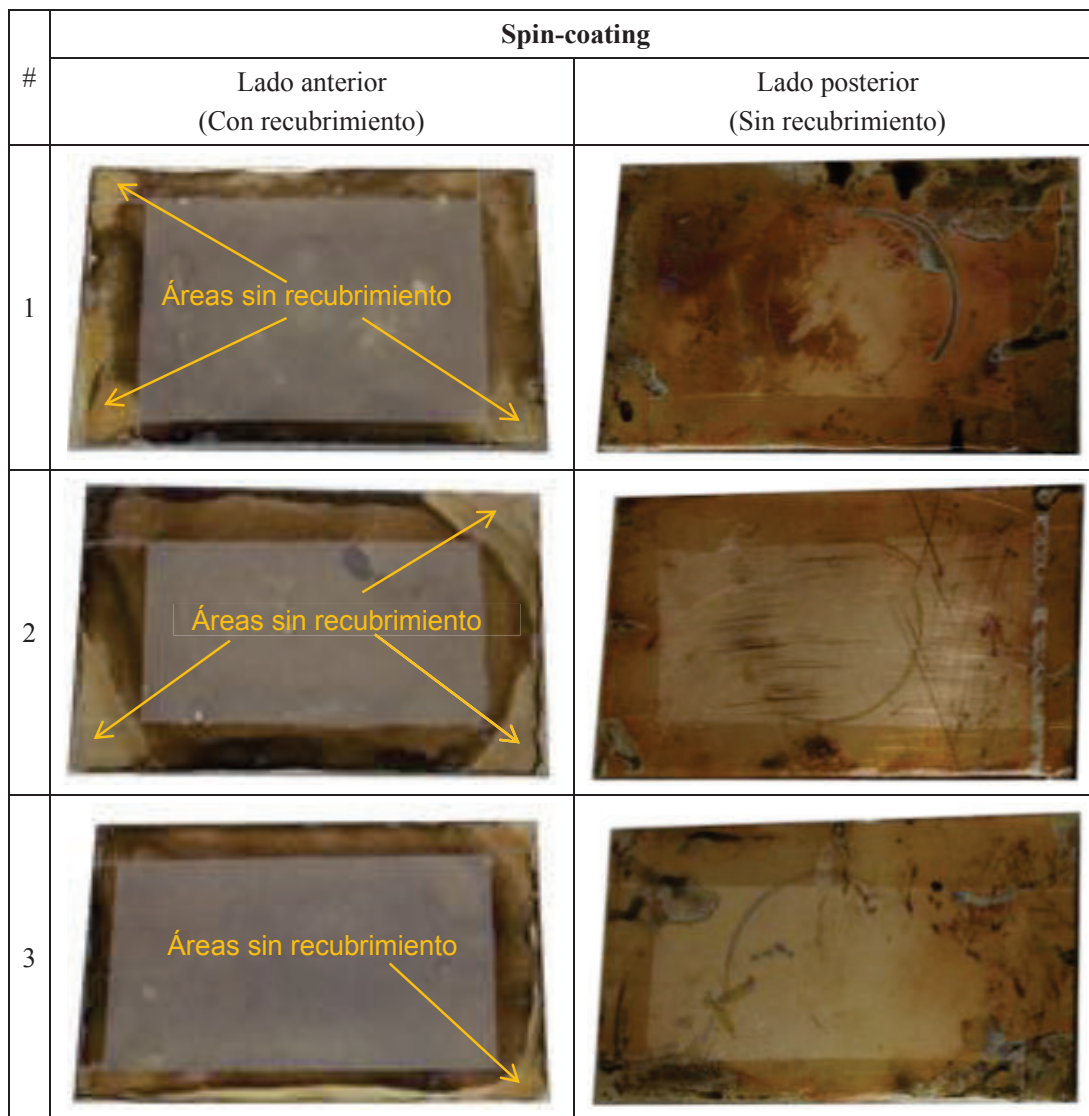 #
Spin-coating
Lado anterior
(Con recubrimiento)
Lado posterior
(Sin recubrimiento)
1
Áreas sin recubrimiento
2
Áreas sin recubrimiento
3
Áreas sin recubrimiento